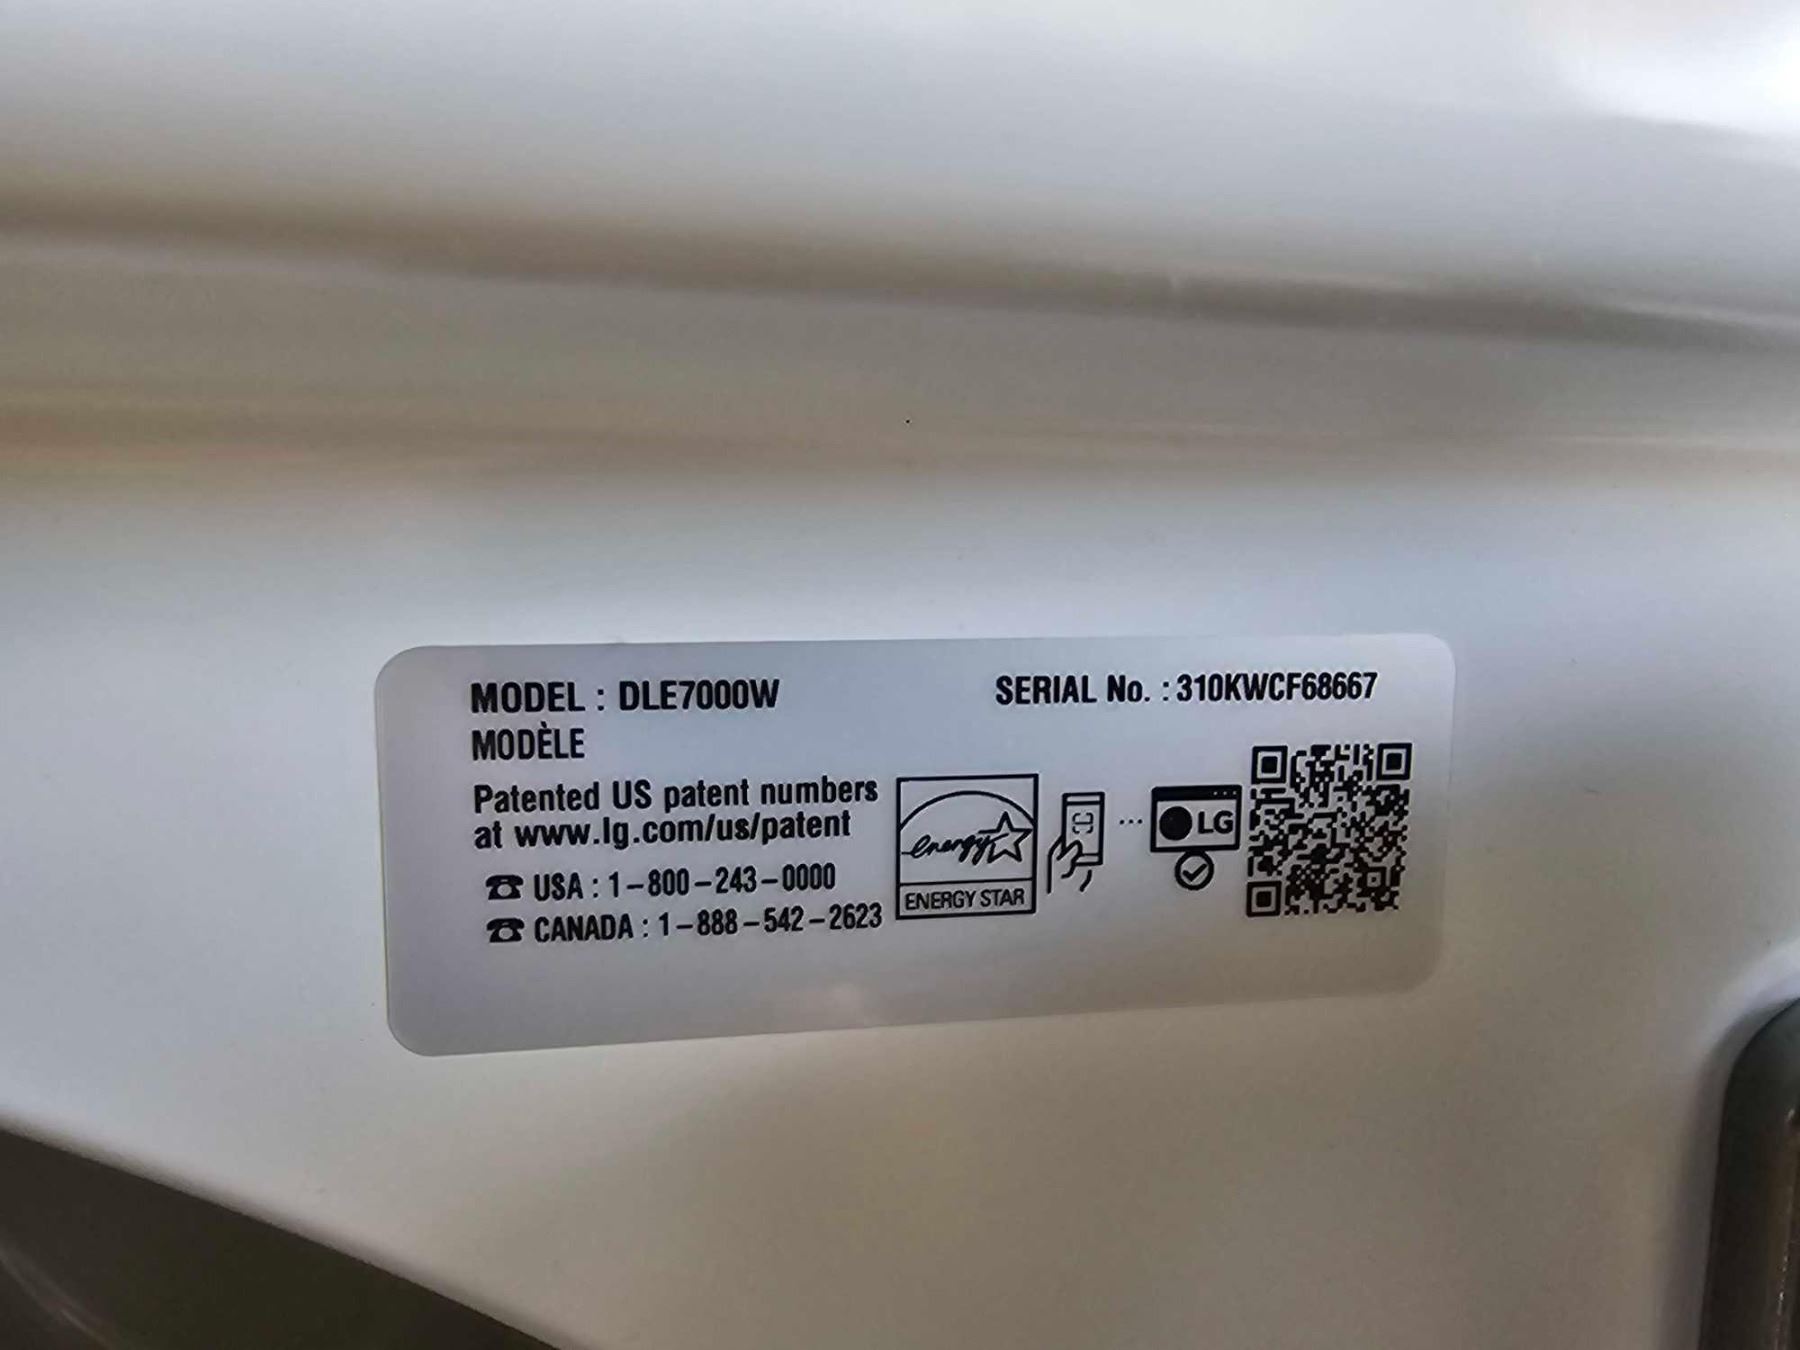 MODEL : DLE7000W
SERIAL No. : 310KWCF68667
MODÈLE
Patented US patent numbers
at www.lg.com/us/patent
☎ USA : 1-800-243-0000
☎ CANADA : 1-888-542-2623
energy
ENERGY STAR
LG